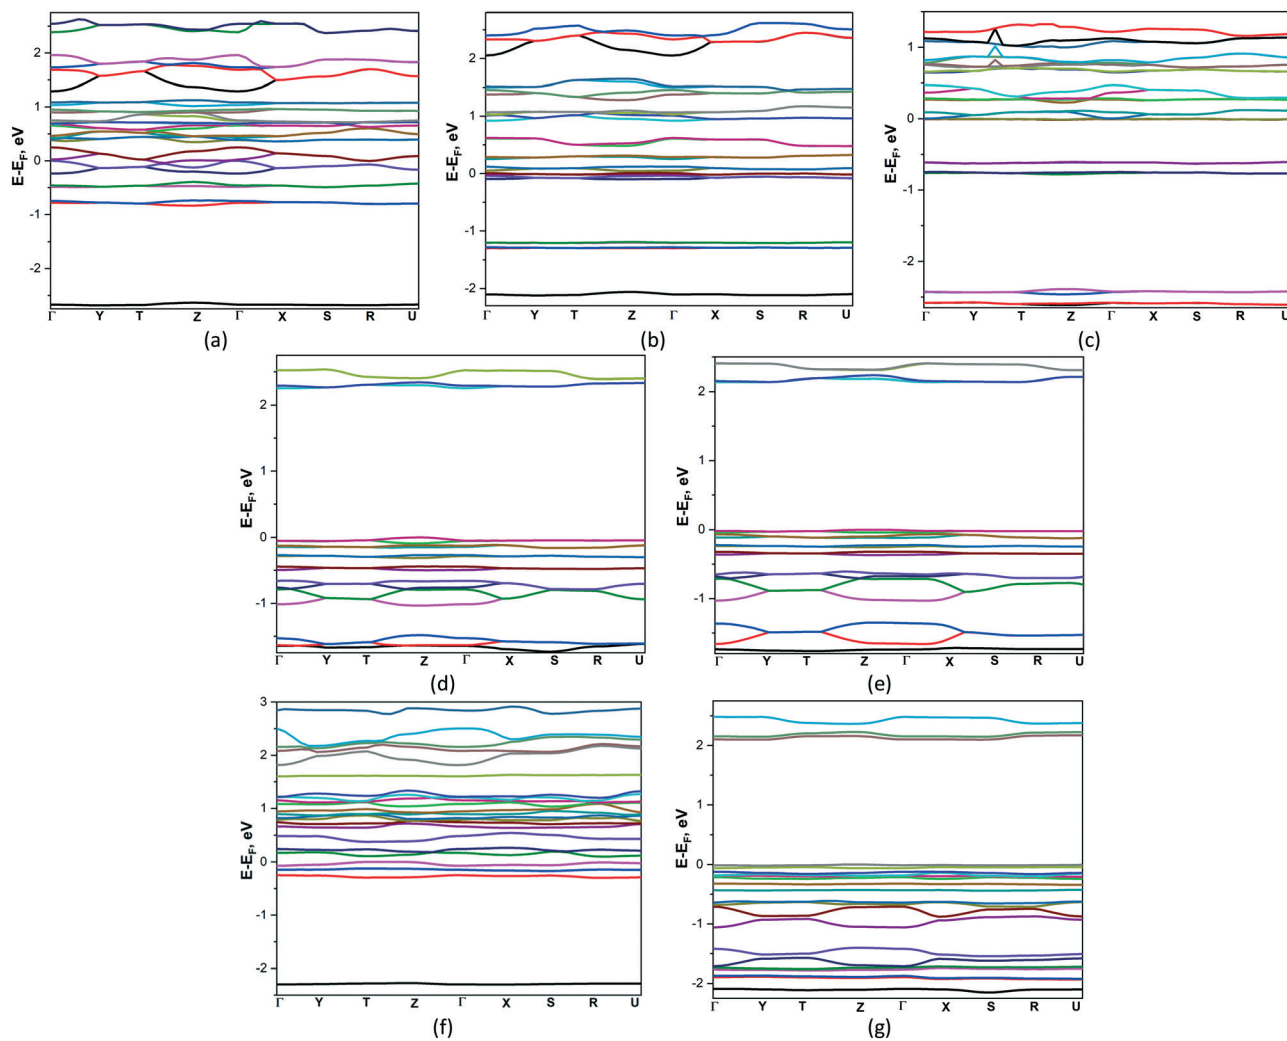 E-E_F, eV
2
1
0
-1
-2
Γ Y T Z Γ X S R U
(a)
E-E_F, eV
2
1
0
-1
-2
Γ Y T Z Γ X S R U
(b)
E-E_F, eV
1
0
-1
-2
Γ Y T Z Γ X S R U
(c)
E-E_F, eV
2
1
0
-1
Γ Y T Z Γ X S R U
(d)
E-E_F, eV
2
1
0
-1
Γ Y T Z Γ X S R U
(e)
E-E_F, eV
3
2
1
0
-1
-2
Γ Y T Z Γ X S R U
(f)
E-E_F, eV
2
1
0
-1
-2
Γ Y T Z Γ X S R U
(g)